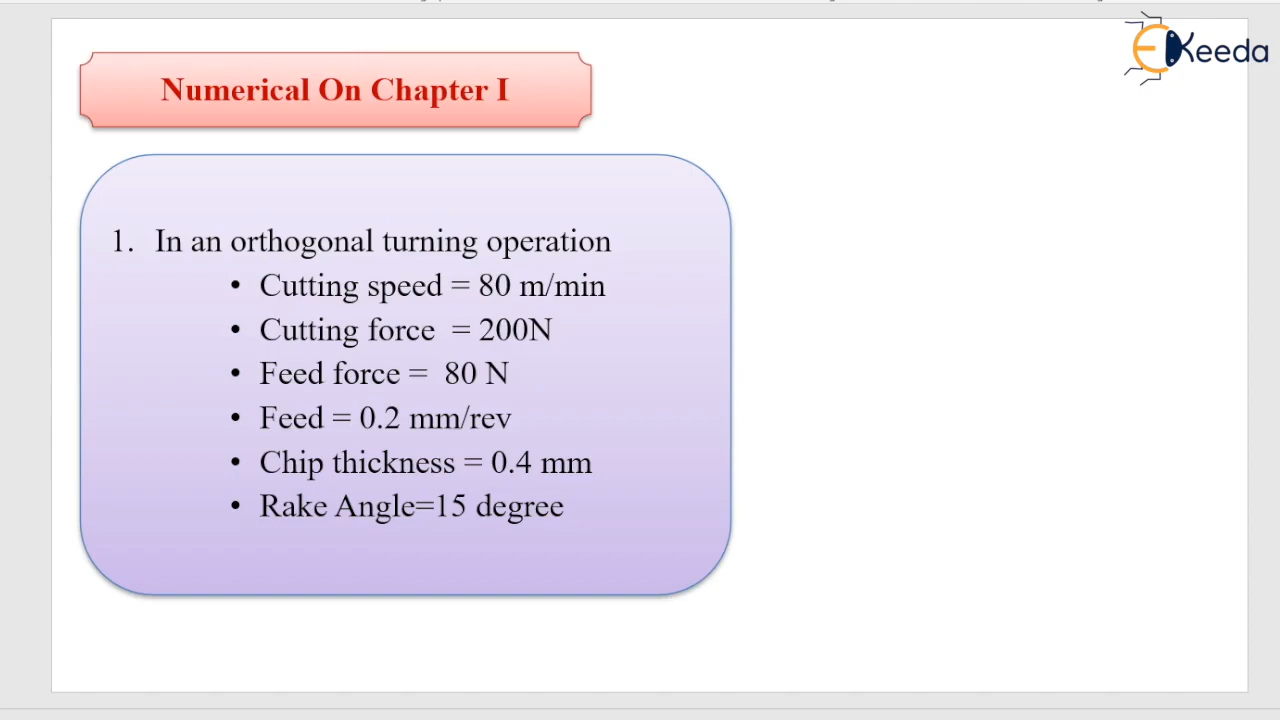 EKeeda
Numerical On Chapter I
1. In an orthogonal turning operation
• Cutting speed = 80 m/min
• Cutting force = 200N
• Feed force = 80 N
• Feed = 0.2 mm/rev
• Chip thickness = 0.4 mm
• Rake Angle=15 degree